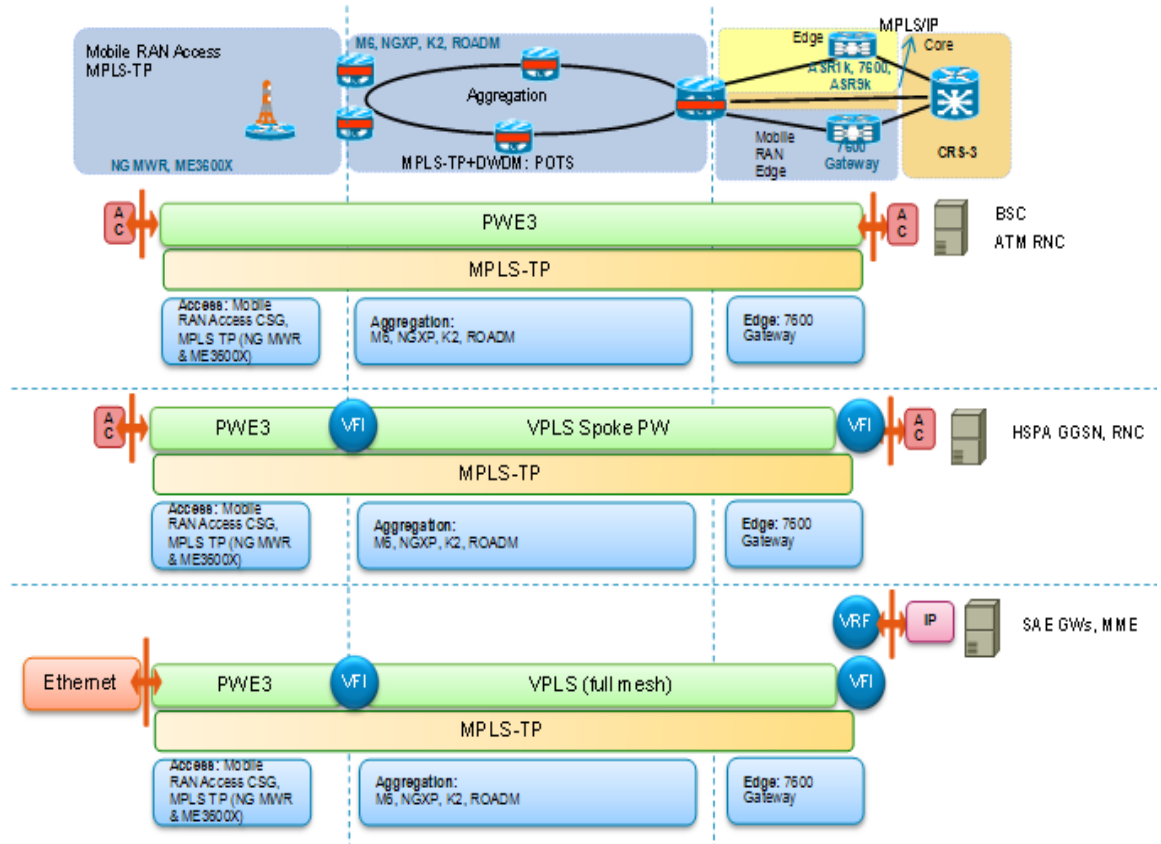 Mobile RAN Access
MPLS-TP
NG MWR, ME3600X
M6, NGXP, K2, ROADM
Aggregation
MPLS-TP+DWDM: POTS
Edge
MPLS/IP
Core
ASR1k, 7600,
ASR9k
Mobile
RAN
Edge
7600
Gateway
CRS-3
A
C
PWE3
A
C
BSC
ATM RNC
MPLS-TP
Access: Mobile
RAN Access CSG,
MPLS TP (NG MWR
& ME3600X)
Aggregation:
M6, NGXP, K2, ROADM
Edge: 7600
Gateway
A
C
PWE3
VFI
VPLS Spoke PW
VFI
A
C
HSPA GGSN, RNC
MPLS-TP
Access: Mobile
RAN Access CSG,
MPLS TP (NG MWR
& ME3600X)
Aggregation:
M6, NGXP, K2, ROADM
Edge: 7600
Gateway
VRF
IP
SAE GWs, MME
Ethernet
PWE3
VFI
VPLS (full mesh)
VFI
MPLS-TP
Access: Mobile
RAN Access CSG,
MPLS TP (NG MWR
& ME3600X)
Aggregation:
M6, NGXP, K2, ROADM
Edge: 7600
Gateway